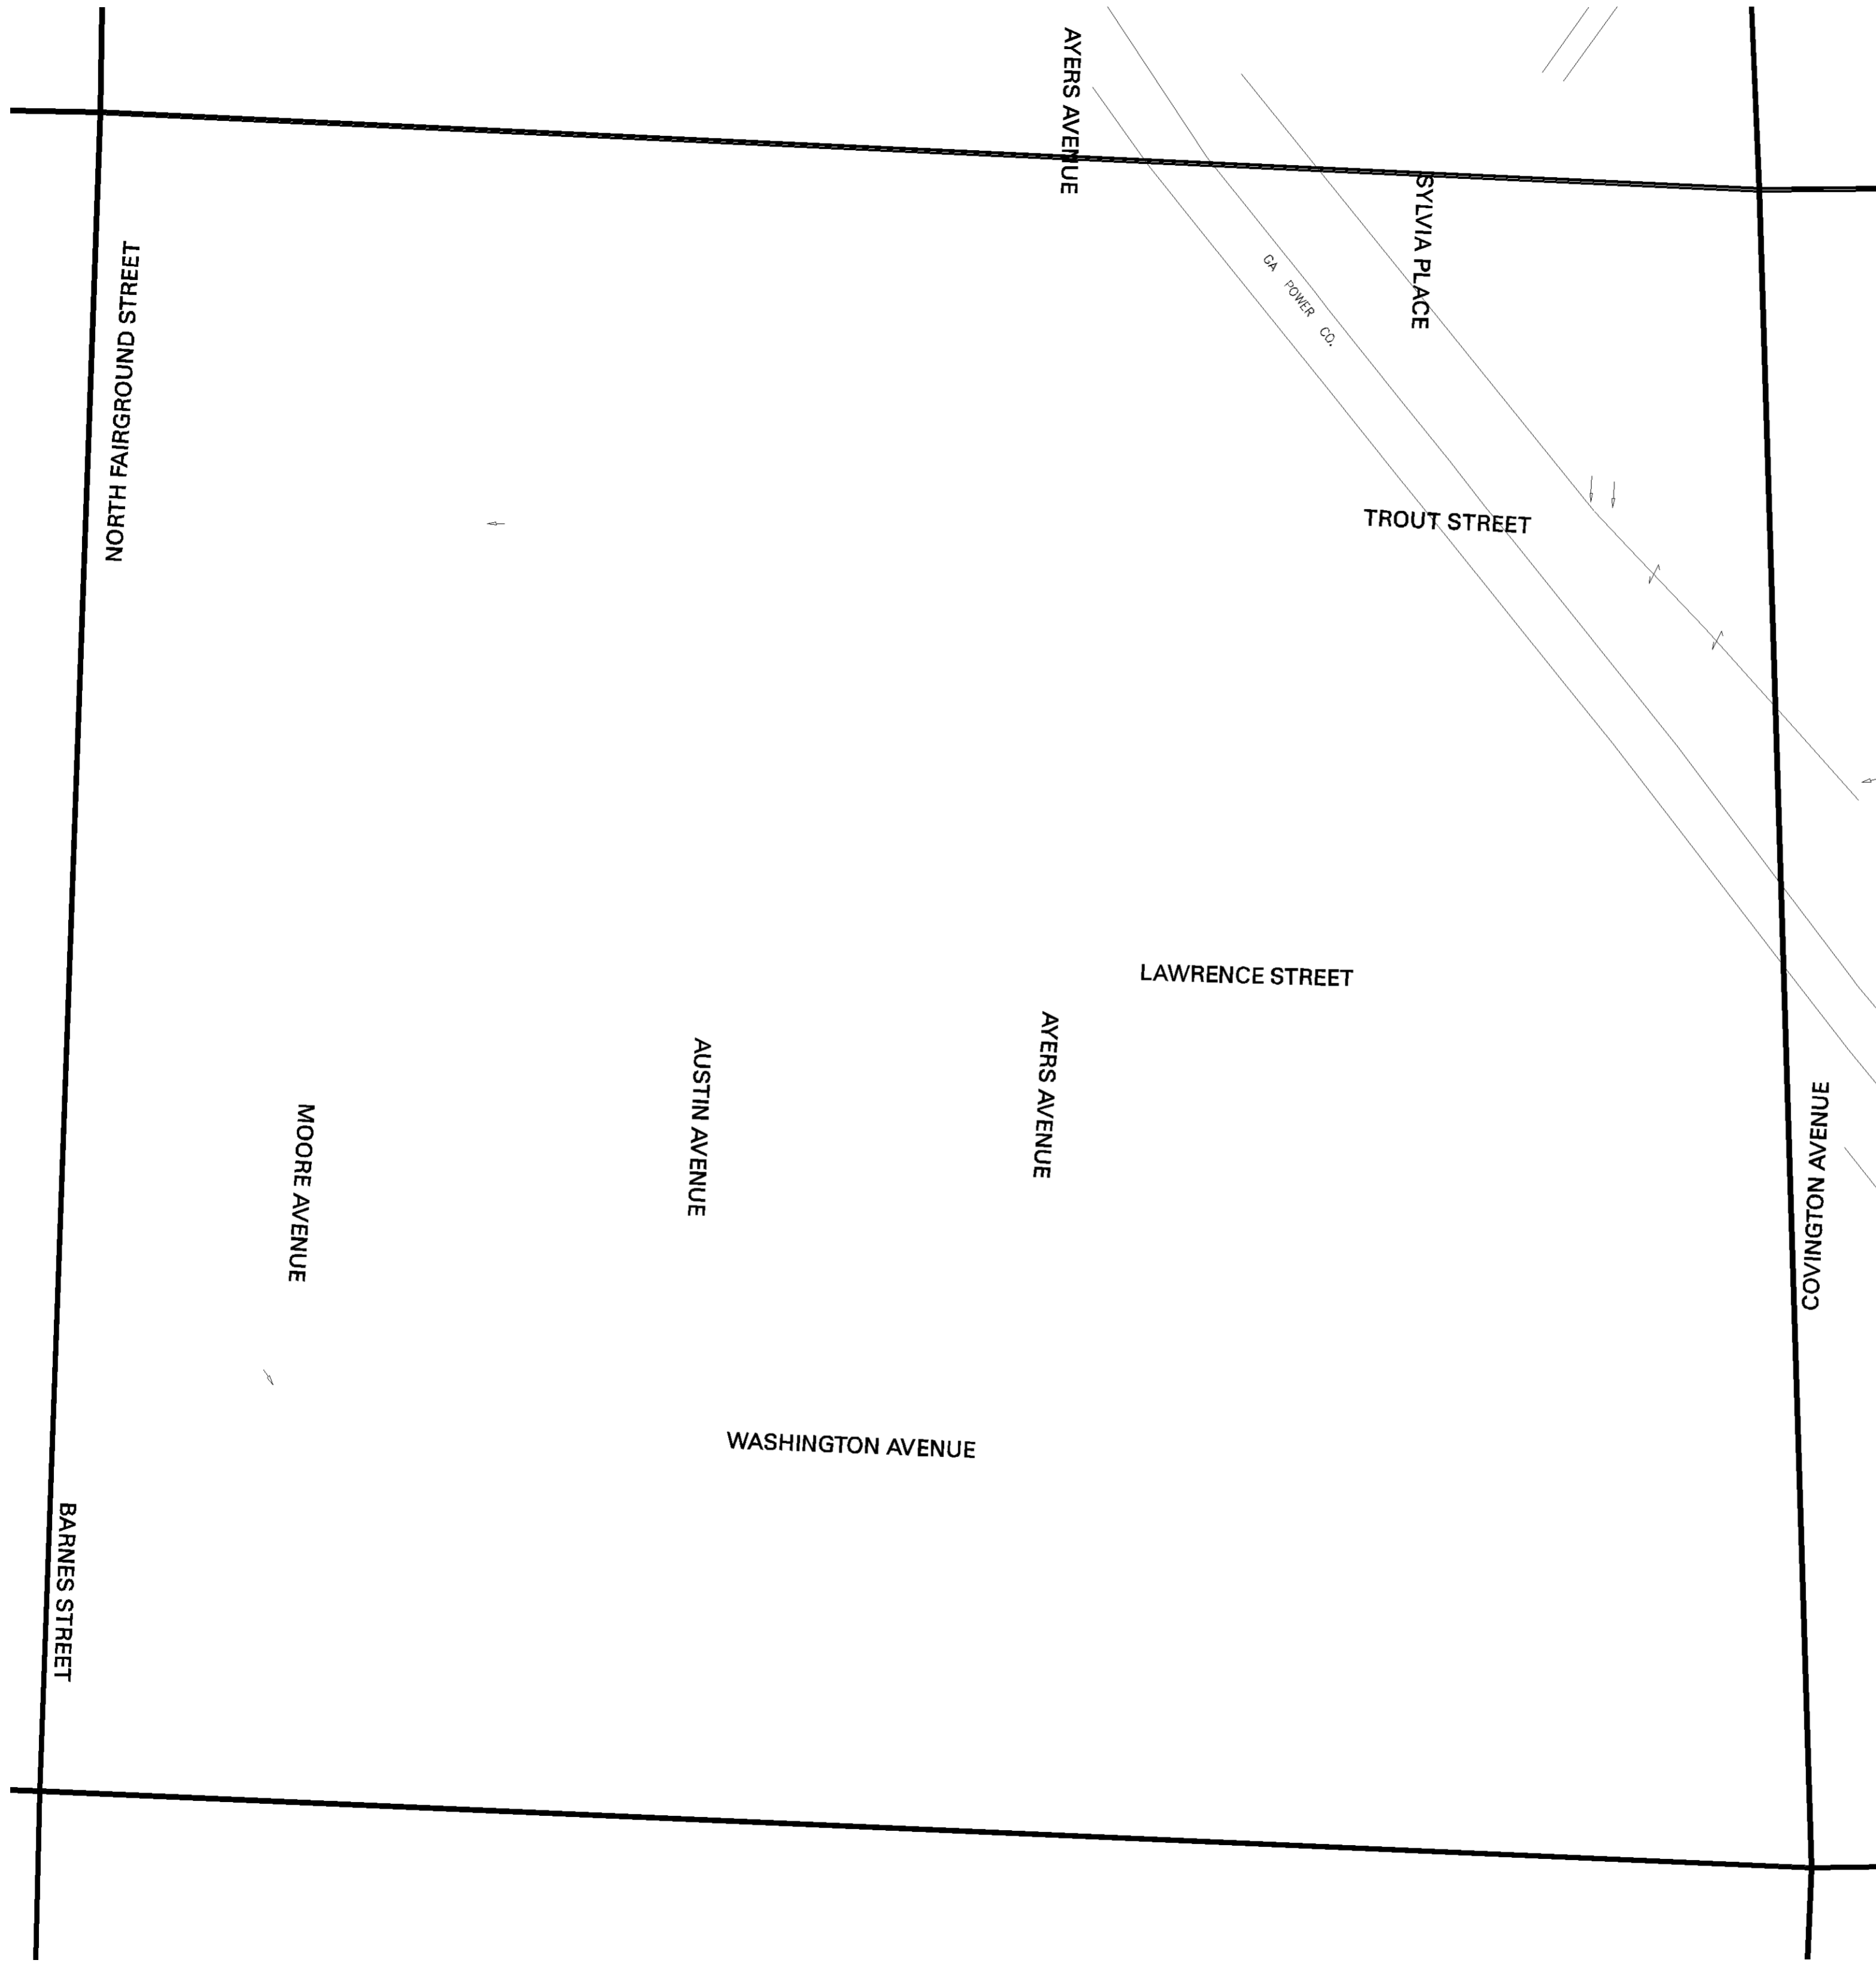 AYERS AVENUE
SYLVIA PLACE
NORTH FAIRGROUND STREET
GA POWER CO.
TROUT STREET
LAWRENCE STREET
AYERS AVENUE
AUSTIN AVENUE
COVINGTON AVENUE
MOORE AVENUE
WASHINGTON AVENUE
BARNES STREET